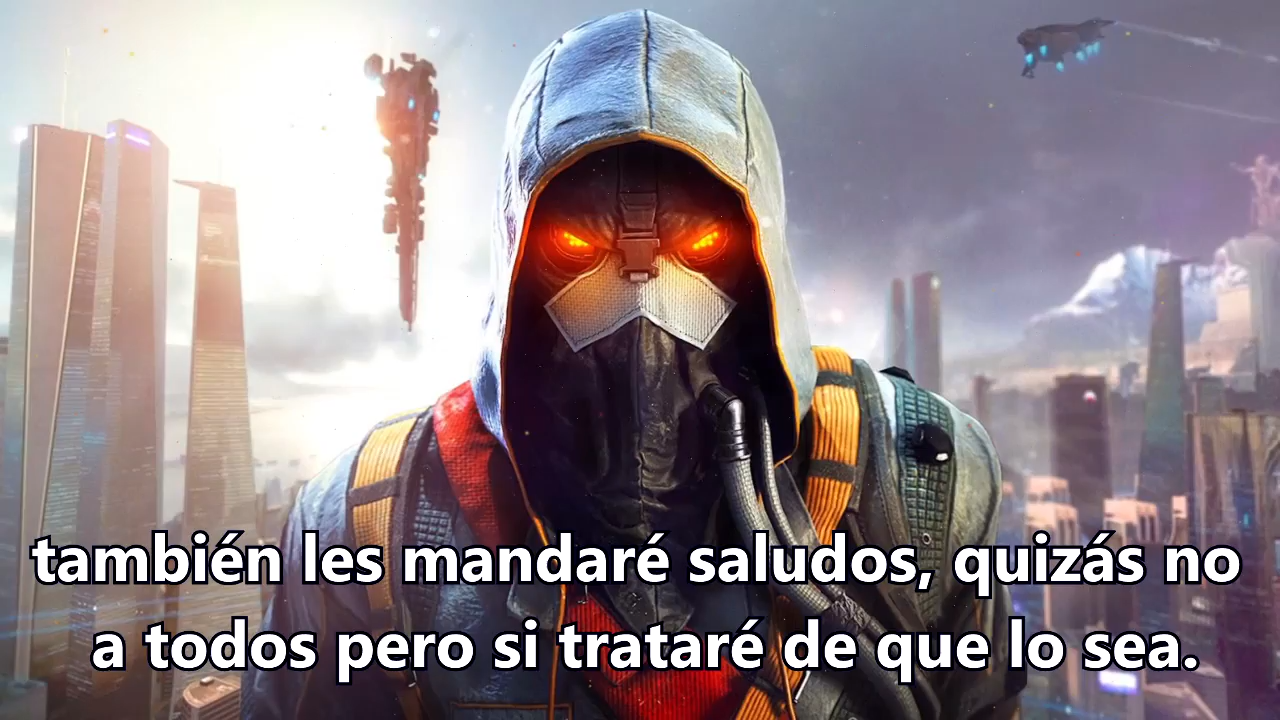 también les mandaré saludos, quizás no
a todos pero si trataré de que lo sea.